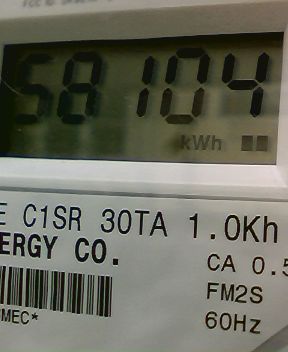 58104
kWh
E C1SR 30TA 1.0Kh
ERGY CO.
CA 0.5
FM2S
MEC*
60Hz